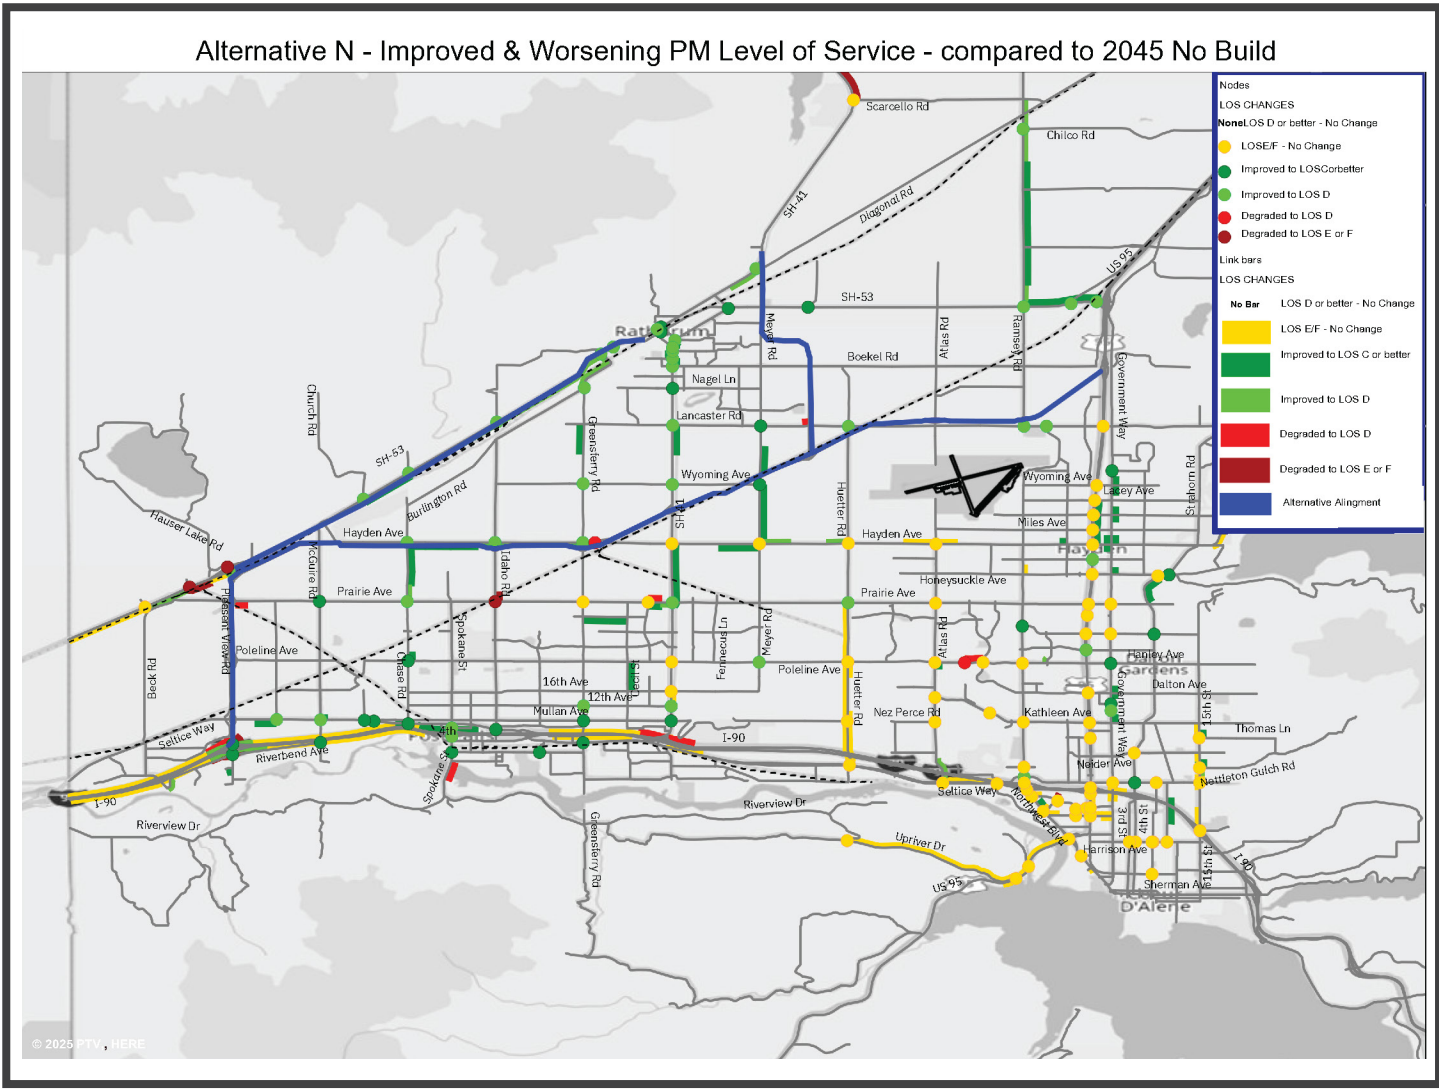 Alternative N - Improved & Worsening PM Level of Service - compared to 2045 No Build
Nodes
LOS CHANGES
NoneLOS D or better - No Change
LOSE/F - No Change
Improved to LOSCorbetter
Improved to LOS D
Degraded to LOS D
Degraded to LOS E or F
Link bars
LOS CHANGES
No Bar LOS D or better - No Change
LOS E/F - No Change
Improved to LOS C or better
Improved to LOS D
Degraded to LOS D
Degraded to LOS E or F
Alternative Alingment
Scarcello Rd
Chilco Rd
SH-41
Diagonal Rd
US 95
SH-53
Meyer Rd
Atlas Rd
Ramsey Rd
Boekel Rd
Government Way
Nagel Ln
Church Rd
Lancaster Rd
Greensferry Rd
SH-53
Wyoming Ave
Wyoming Ave
Lacey Ave
Strahorn Rd
Burlington Rd
Huetter Rd
SH-41
Miles Ave
Hauser Lake Rd
Hayden Ave
Hayden Ave
Hayden
McGuire Rd
Idaho Rd
Honeysuckle Ave
Prairie Ave
Prairie Ave
Pleasent View Rd
Spokane St
Fennecus Ln
Meyer Rd
Atlas Rd
Poleline Ave
Poleline Ave
Hanley Ave
Gardens
Beck Rd
Chase Rd
16th Ave
12th Ave
Cecil St
Huetter Rd
Dalton Ave
Government Way
15th St
Mullan Ave
Nez Perce Rd
Kathleen Ave
Thomas Ln
Seltice Way
4th
I-90
Riverbend Ave
Neider Ave
Nettleton Gulch Rd
Spokane St
I-90
Seltice Way
Riverview Dr
Northwest Blvd
3rd St
4th St
Riverview Dr
Greensferry Rd
Upriver Dr
Harrison Ave
15th St
I 90
US 95
Sherman Ave
D'Alene
© 2025 PTV , HERE